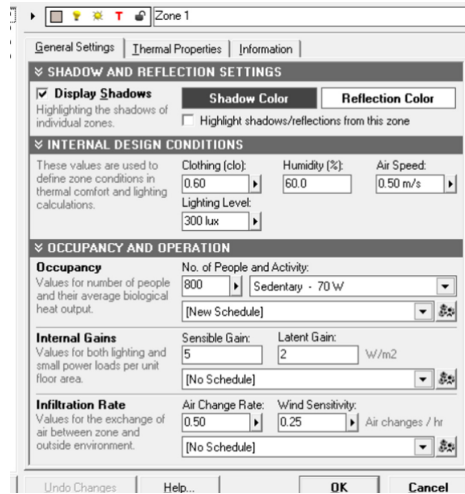 T Zone 1
General Settings Thermal Properties Information
SHADOW AND REFLECTION SETTINGS
Display Shadows
Highlighting the shadows of
individual zones.
Shadow Color Reflection Color
Highlight shadows/reflections from this zone
INTERNAL DESIGN CONDITIONS
These values are used to
define zone conditions in
thermal comfort and lighting
calculations.
Clothing (clo): Humidity (%): Air Speed:
0.60 60.0 0.50 m/s
Lighting Level:
300 lux
OCCUPANCY AND OPERATION
Occupancy
Values for number of people
and their average biological
heat output.
No. of People and Activity:
800 Sedentary - 70 W
[New Schedule]
Internal Gains
Values for both lighting and
small power loads per unit
floor area.
Sensible Gain: Latent Gain:
5 2 W/m2
[No Schedule]
Infiltration Rate
Values for the exchange of
air between zone and
outside environment.
Air Change Rate: Wind Sensitivity:
0.50 0.25 Air changes / hr
[No Schedule]
Undo Changes Help... OK Cancel